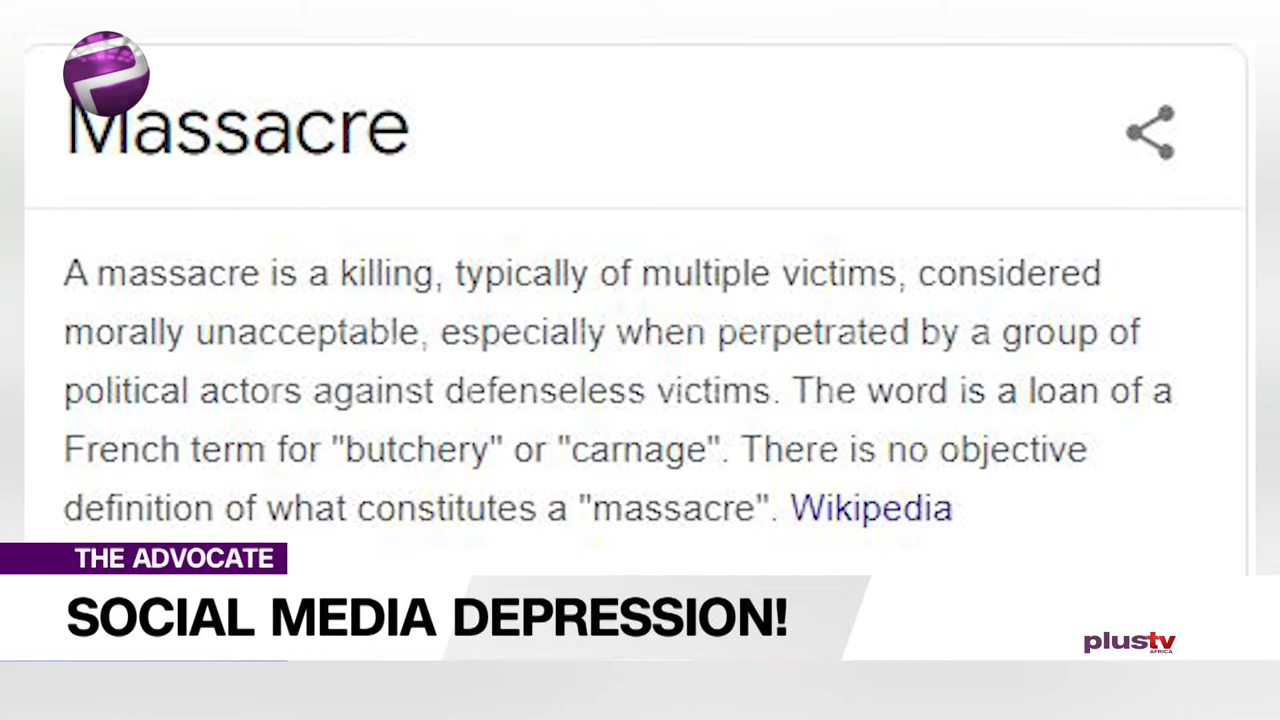 Massacre
A massacre is a killing, typically of multiple victims, considered
morally unacceptable, especially when perpetrated by a group of
political actors against defenseless victims. The word is a loan of a
French term for "butchery" or "carnage". There is no objective
definition of what constitutes a "massacre". Wikipedia
THE ADVOCATE
SOCIAL MEDIA DEPRESSION!
plustv
AFRICA